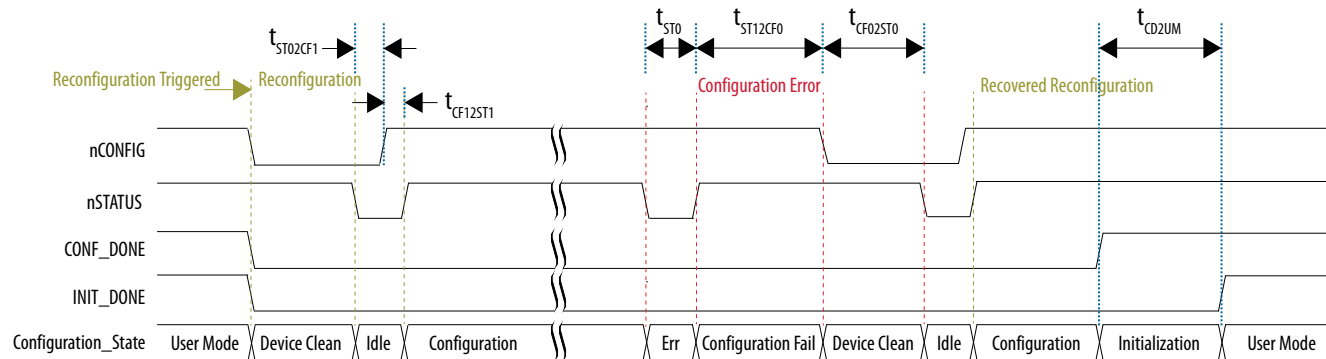 tST02CF1
tST0
tST12CF0
tCF02ST0
tCD2UM
Reconfiguration Triggered
Reconfiguration
Configuration Error
Recovered Reconfiguration
tCF12ST1
nCONFIG
nSTATUS
CONF_DONE
INIT_DONE
Configuration_State User Mode Device Clean Idle Configuration Err Configuration Fail Device Clean Idle Configuration Initialization User Mode